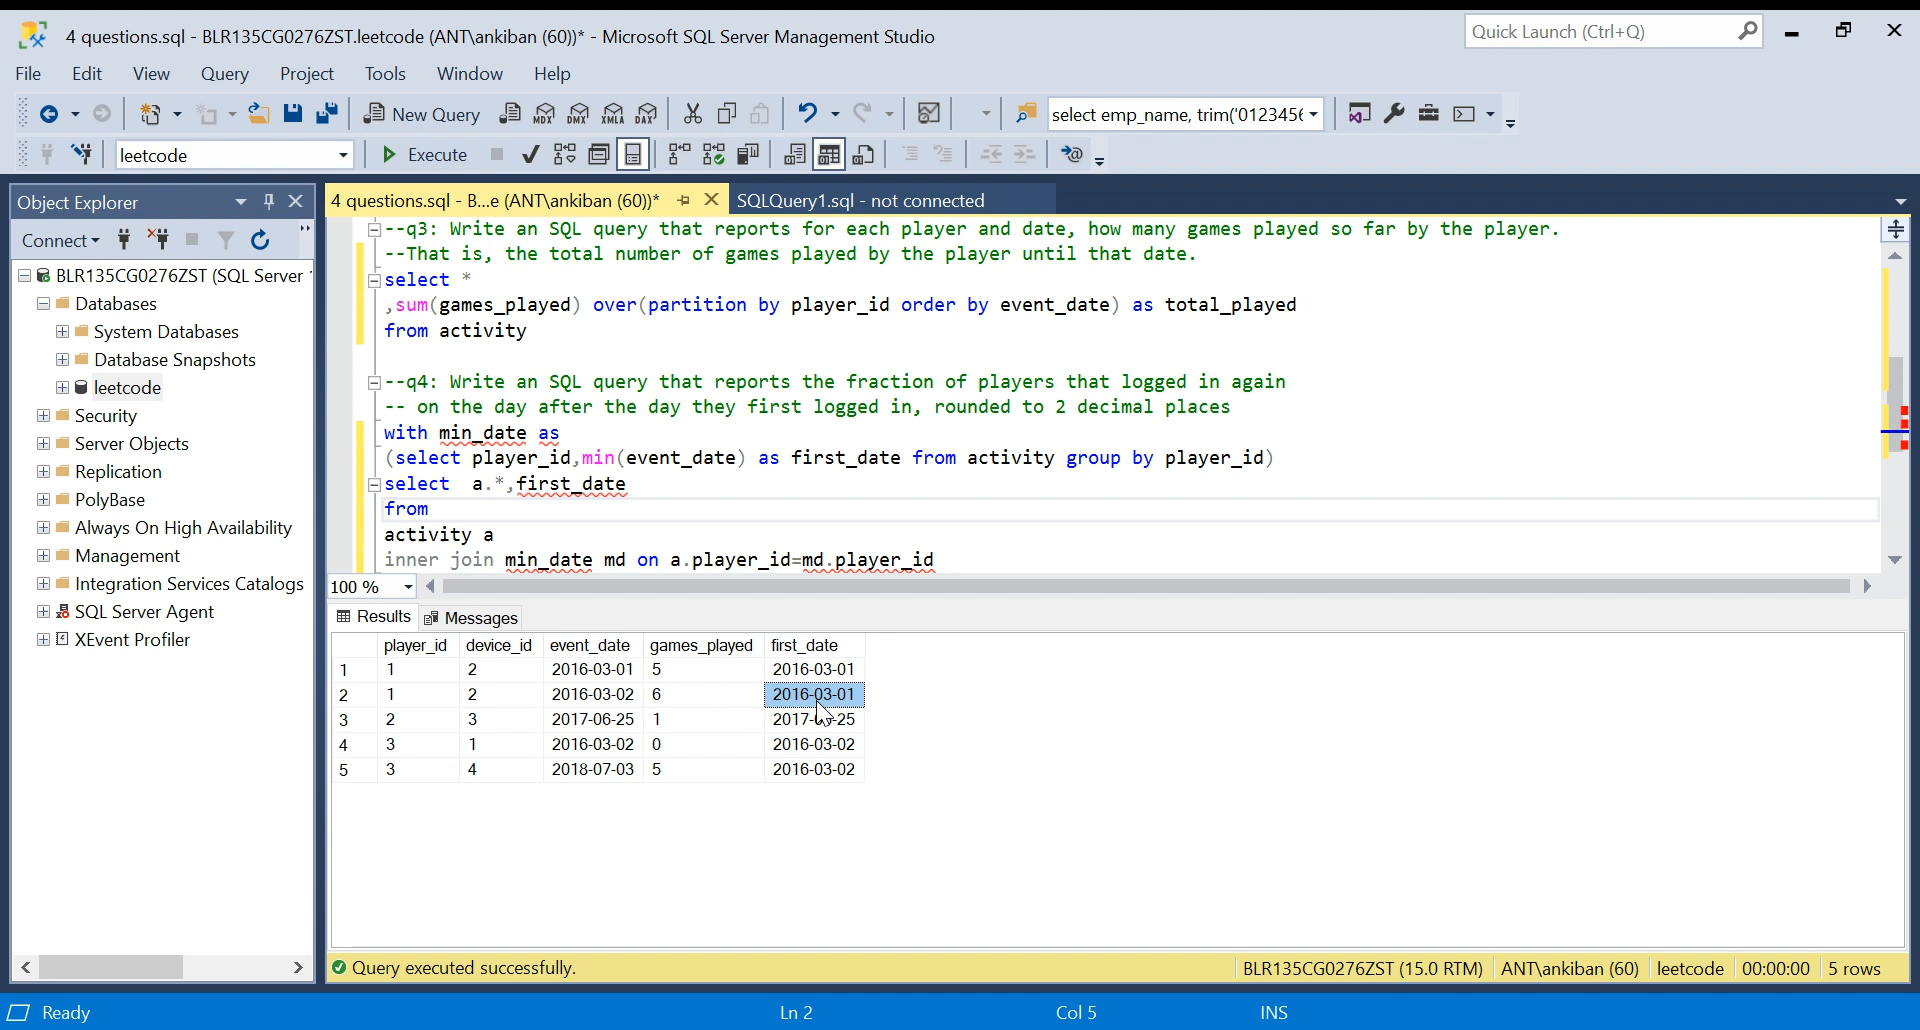 4 questions.sql - BLR135CG0276ZST.leetcode (ANT\ankiban (60))* - Microsoft SQL Server Management Studio
Quick Launch (Ctrl+Q)
File Edit View Query Project Tools Window Help
New Query MDX DMX XMLA DAX select emp_name, trim('0123456
leetcode Execute
Object Explorer
4 questions.sql - B...e (ANT\ankiban (60))* SQLQuery1.sql - not connected
Connect
BLR135CG0276ZST (SQL Server
Databases
System Databases
Database Snapshots
leetcode
Security
Server Objects
Replication
PolyBase
Always On High Availability
Management
Integration Services Catalogs
SQL Server Agent
XEvent Profiler
--q3: Write an SQL query that reports for each player and date, how many games played so far by the player.
--That is, the total number of games played by the player until that date.
select *
,sum(games_played) over(partition by player_id order by event_date) as total_played
from activity
--q4: Write an SQL query that reports the fraction of players that logged in again
-- on the day after the day they first logged in, rounded to 2 decimal places
with min_date as
(select player_id,min(event_date) as first_date from activity group by player_id)
select a.*,first_date
from
activity a
inner join min_date md on a.player_id=md.player_id
100 %
Results Messages
player_id device_id event_date games_played first_date
1 1 2 2016-03-01 5 2016-03-01
2 1 2 2016-03-02 6 2016-03-01
3 2 3 2017-06-25 1 2017-06-25
4 3 1 2016-03-02 0 2016-03-02
5 3 4 2018-07-03 5 2016-03-02
Query executed successfully. BLR135CG0276ZST (15.0 RTM) ANT\ankiban (60) leetcode 00:00:00 5 rows
Ready Ln 2 Col 5 INS